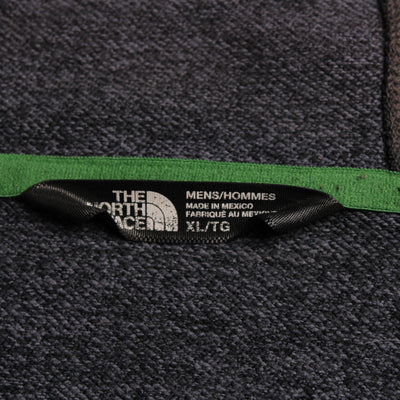 THE
NORTH
FACE
MENS/HOMMES
MADE IN MEXICO
FABRIQUÉ AU MEXIQUE
XL/TG